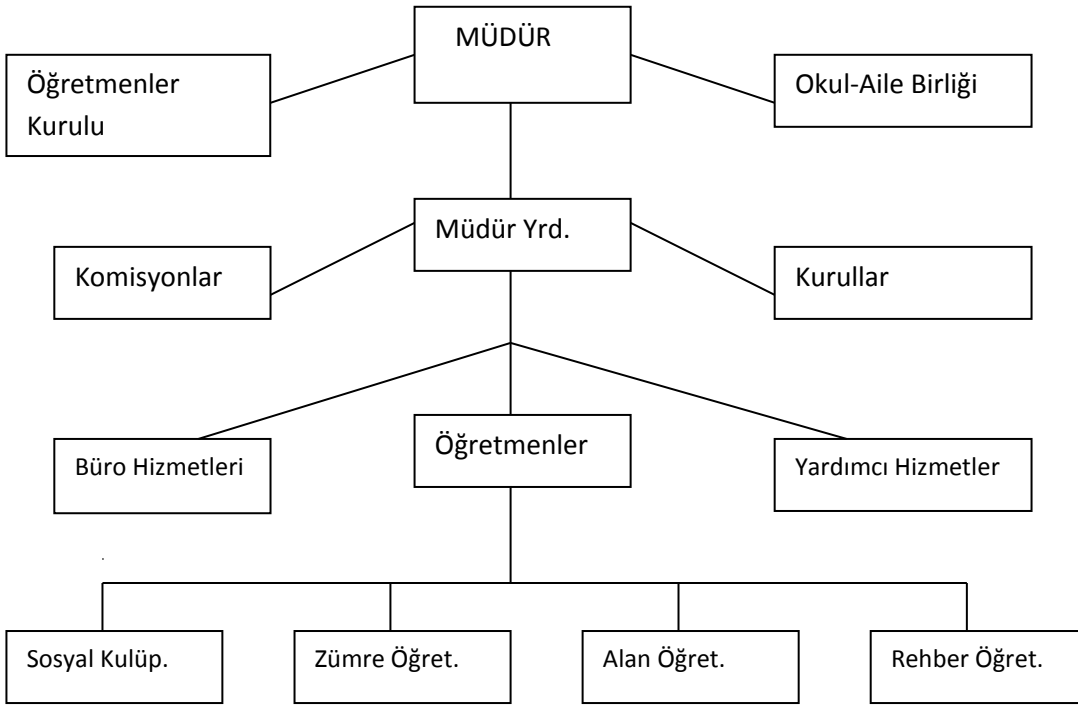 MÜDÜR
Öğretmenler
Kurulu
Okul-Aile Birliği
Müdür Yrd.
Komisyonlar
Kurullar
Büro Hizmetleri
Öğretmenler
Yardımcı Hizmetler
Sosyal Kulüp.
Zümre Öğret.
Alan Öğret.
Rehber Öğret.